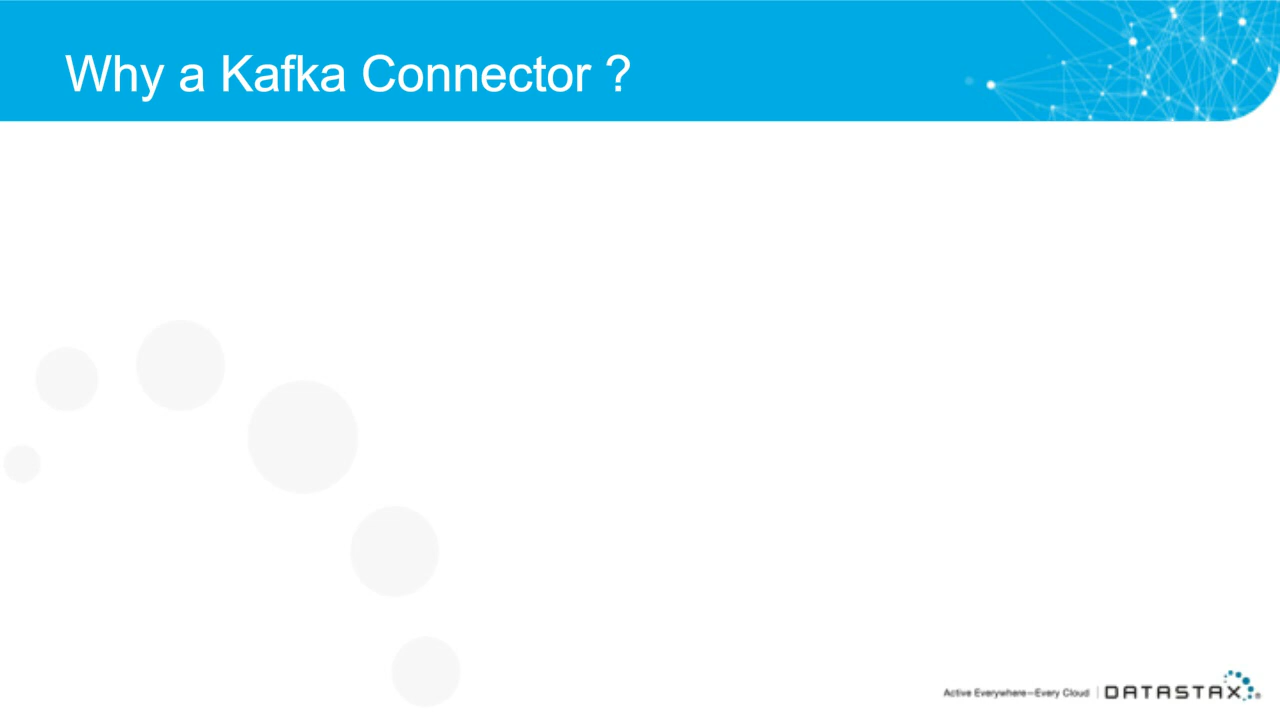 Why a Kafka Connector ?
Active Everywhere—Every Cloud | DATASTAX®